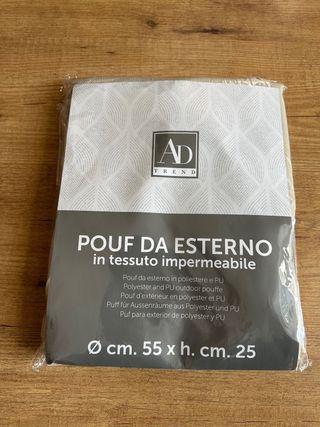 AD
TREND
POUF DA ESTERNO
in tessuto impermeabile
Pouf da esterno in poliestere e PU
Polyester and PU outdoor pouffe
Pouf d'extérieur en polyester et PU
Puff für Aussenräume aus Polyester und PU
Puf para exterior de polyester y PU
Ø cm. 55 x h. cm. 25